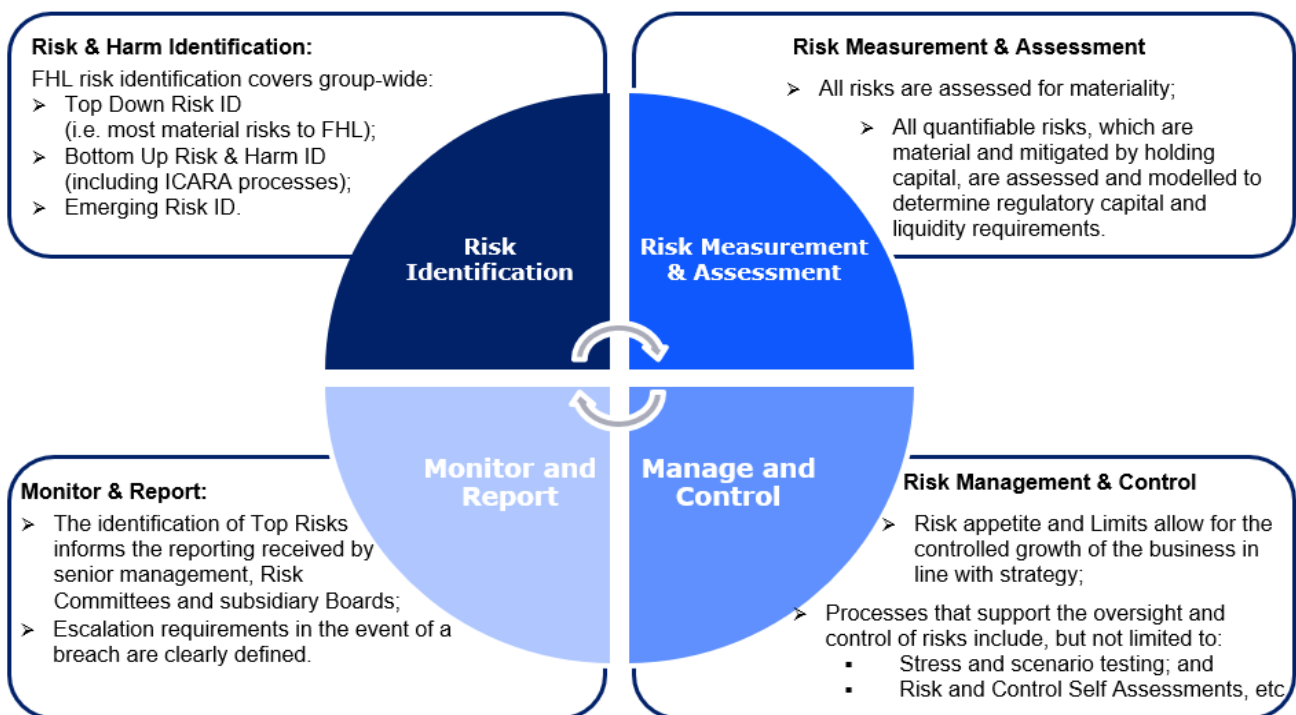 Risk & Harm Identification:
FHL risk identification covers group-wide:
➢ Top Down Risk ID
(i.e. most material risks to FHL);
➢ Bottom Up Risk & Harm ID
(including ICARA processes);
➢ Emerging Risk ID.
Risk Measurement & Assessment
➢ All risks are assessed for materiality;
➢ All quantifiable risks, which are
material and mitigated by holding
capital, are assessed and modelled to
determine regulatory capital and
liquidity requirements.
Risk
Identification
Risk Measurement
& Assessment
Monitor and
Report
Manage and
Control
Monitor & Report:
➢ The identification of Top Risks
informs the reporting received by
senior management, Risk
Committees and subsidiary Boards;
➢ Escalation requirements in the event of a
breach are clearly defined.
Risk Management & Control
➢ Risk appetite and Limits allow for the
controlled growth of the business in
line with strategy;
➢ Processes that support the oversight and
control of risks include, but not limited to:
▪ Stress and scenario testing; and
▪ Risk and Control Self Assessments, etc